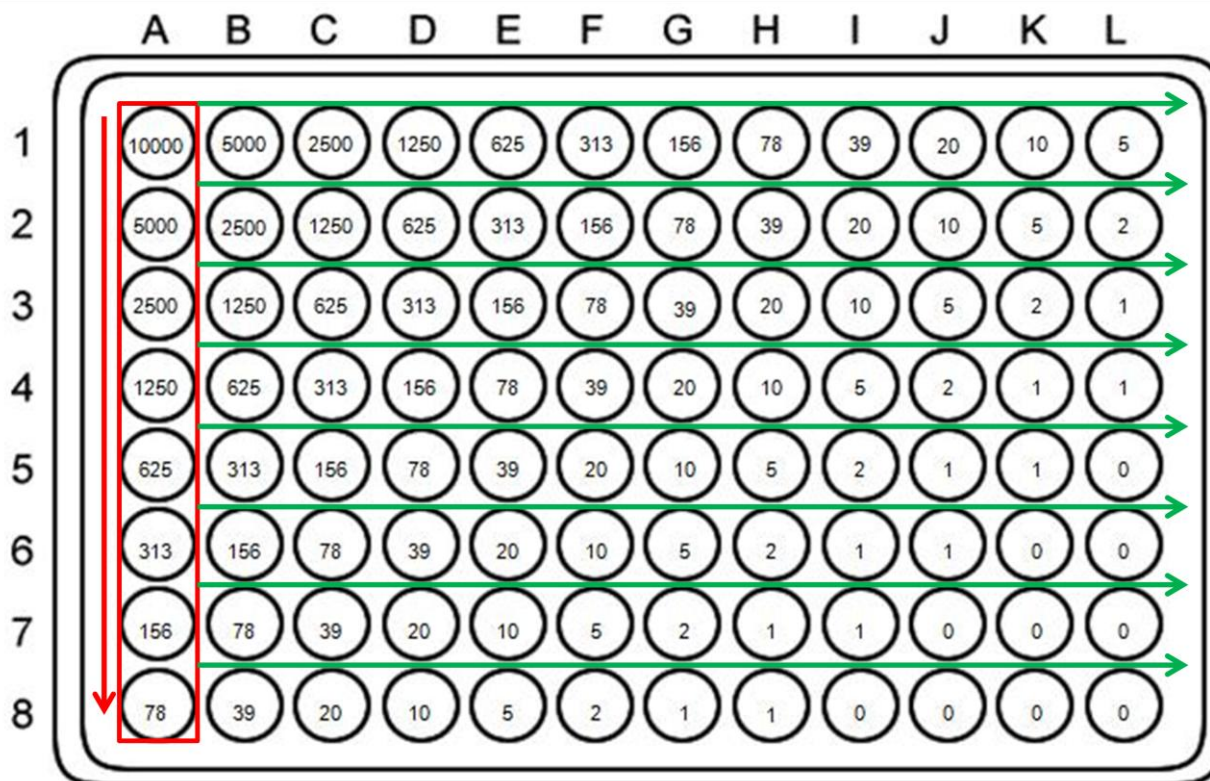 A B C D E F G H I J K L
1 10000 5000 2500 1250 625 313 156 78 39 20 10 5
2 5000 2500 1250 625 313 156 78 39 20 10 5 2
3 2500 1250 625 313 156 78 39 20 10 5 2 1
4 1250 625 313 156 78 39 20 10 5 2 1 1
5 625 313 156 78 39 20 10 5 2 1 1 0
6 313 156 78 39 20 10 5 2 1 1 0 0
7 156 78 39 20 10 5 2 1 1 0 0 0
8 78 39 20 10 5 2 1 1 0 0 0 0